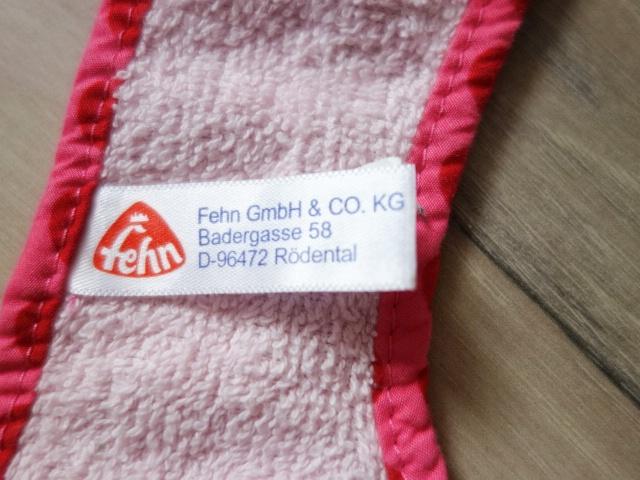 fehn
Fehn GmbH & CO. KG
Badergasse 58
D-96472 Rödental